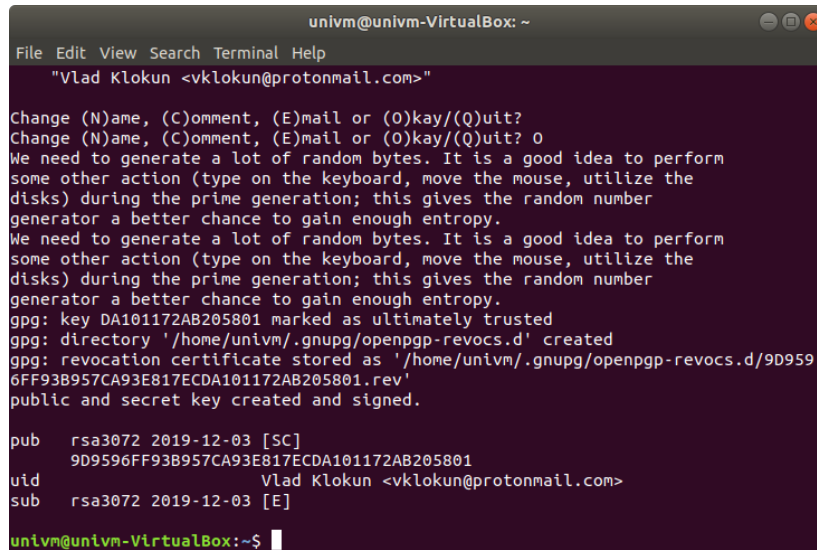 univm@univm-VirtualBox: ~
File Edit View Search Terminal Help
"Vlad Klokun <vklokun@protonmail.com>"
Change (N)ame, (C)omment, (E)mail or (O)kay/(Q)uit?
Change (N)ame, (C)omment, (E)mail or (O)kay/(Q)uit? O
We need to generate a lot of random bytes. It is a good idea to perform
some other action (type on the keyboard, move the mouse, utilize the
disks) during the prime generation; this gives the random number
generator a better chance to gain enough entropy.
We need to generate a lot of random bytes. It is a good idea to perform
some other action (type on the keyboard, move the mouse, utilize the
disks) during the prime generation; this gives the random number
generator a better chance to gain enough entropy.
gpg: key DA101172AB205801 marked as ultimately trusted
gpg: directory '/home/univm/.gnupg/openpgp-revocs.d' created
gpg: revocation certificate stored as '/home/univm/.gnupg/openpgp-revocs.d/9D959
6FF93B957CA93E817ECDA101172AB205801.rev'
public and secret key created and signed.
pub rsa3072 2019-12-03 [SC]
9D9596FF93B957CA93E817ECDA101172AB205801
uid Vlad Klokun <vklokun@protonmail.com>
sub rsa3072 2019-12-03 [E]
univm@univm-VirtualBox:~$